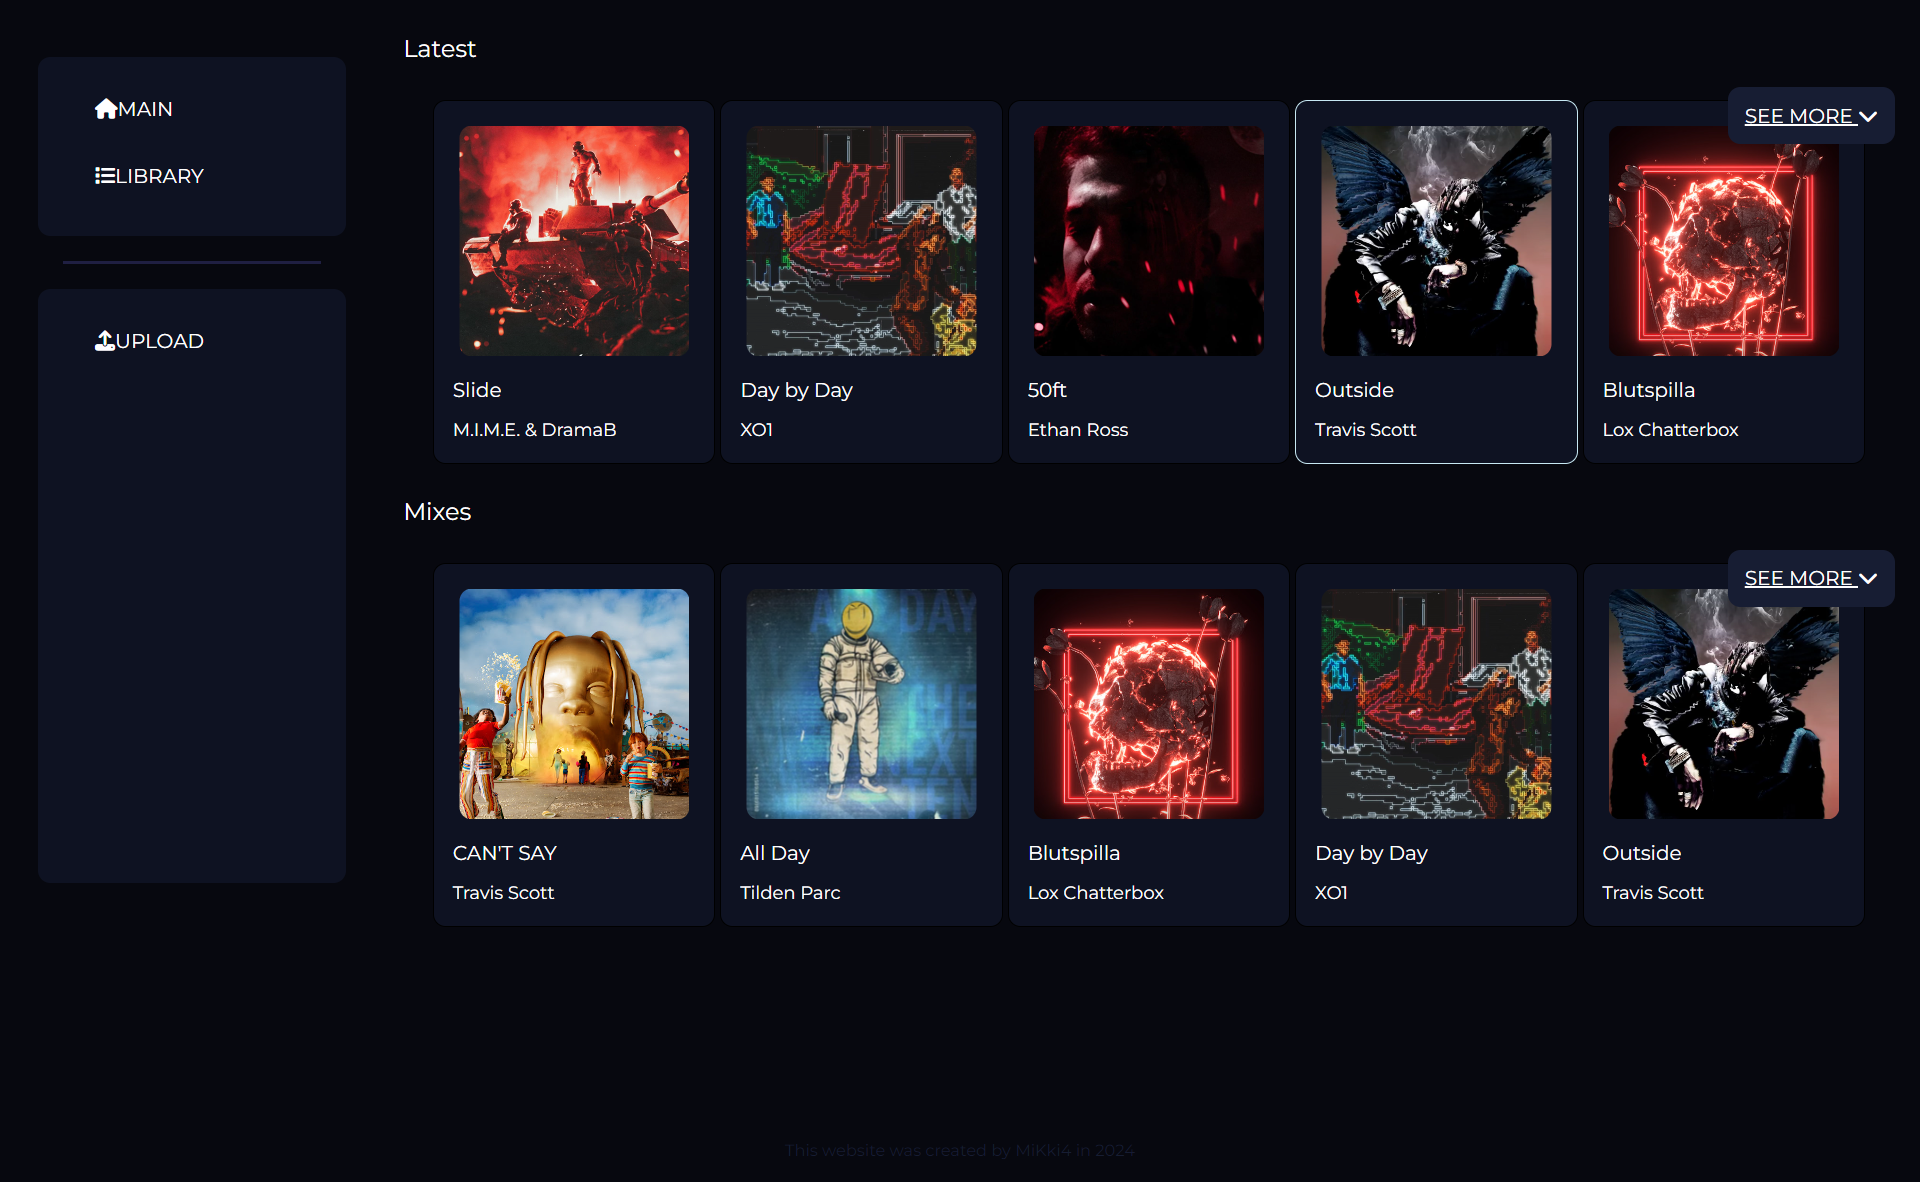 Latest
MAIN
LIBRARY
UPLOAD
SEE MORE
Slide
M.I.M.E. & DramaB
Day by Day
XO1
50ft
Ethan Ross
Outside
Travis Scott
Blutspilla
Lox Chatterbox
Mixes
SEE MORE
ALL DAY
CAN'T SAY
Travis Scott
All Day
Tilden Parc
Blutspilla
Lox Chatterbox
Day by Day
XO1
Outside
Travis Scott
This website was created by MiKki4 in 2024